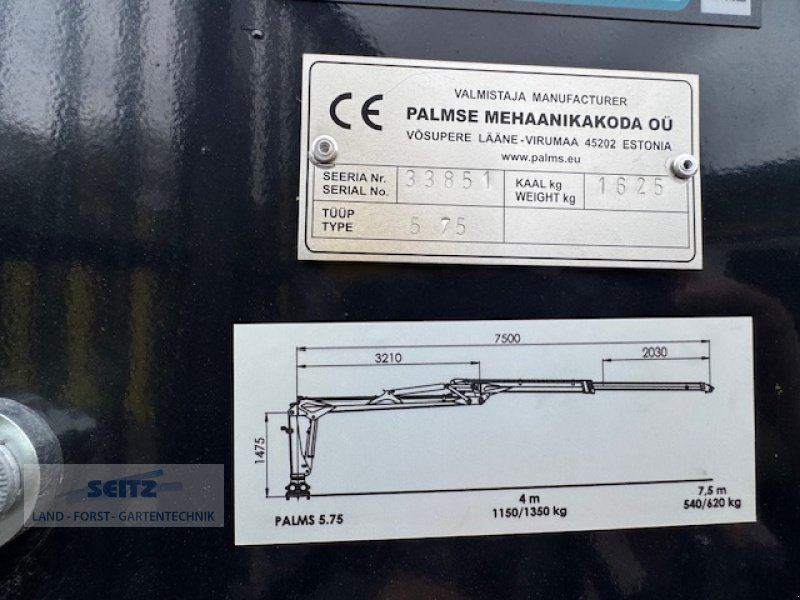 VALMISTAJA MANUFACTURER
PALMSE MEHAANIKAKODA OÜ
VÕSUPERE LÄÄNE-VIRUMAA 45202 ESTONIA
www.palms.eu
SEERIA Nr. 33851 KAAL kg 1625
SERIAL No. WEIGHT kg
TÜÜP 5 75
TYPE
7500
3210 2030
1475
4 m 7,5 m
PALMS 5.75 1150/1350 kg 540/620 kg
SEITZ
LAND - FORST - GARTENTECHNIK